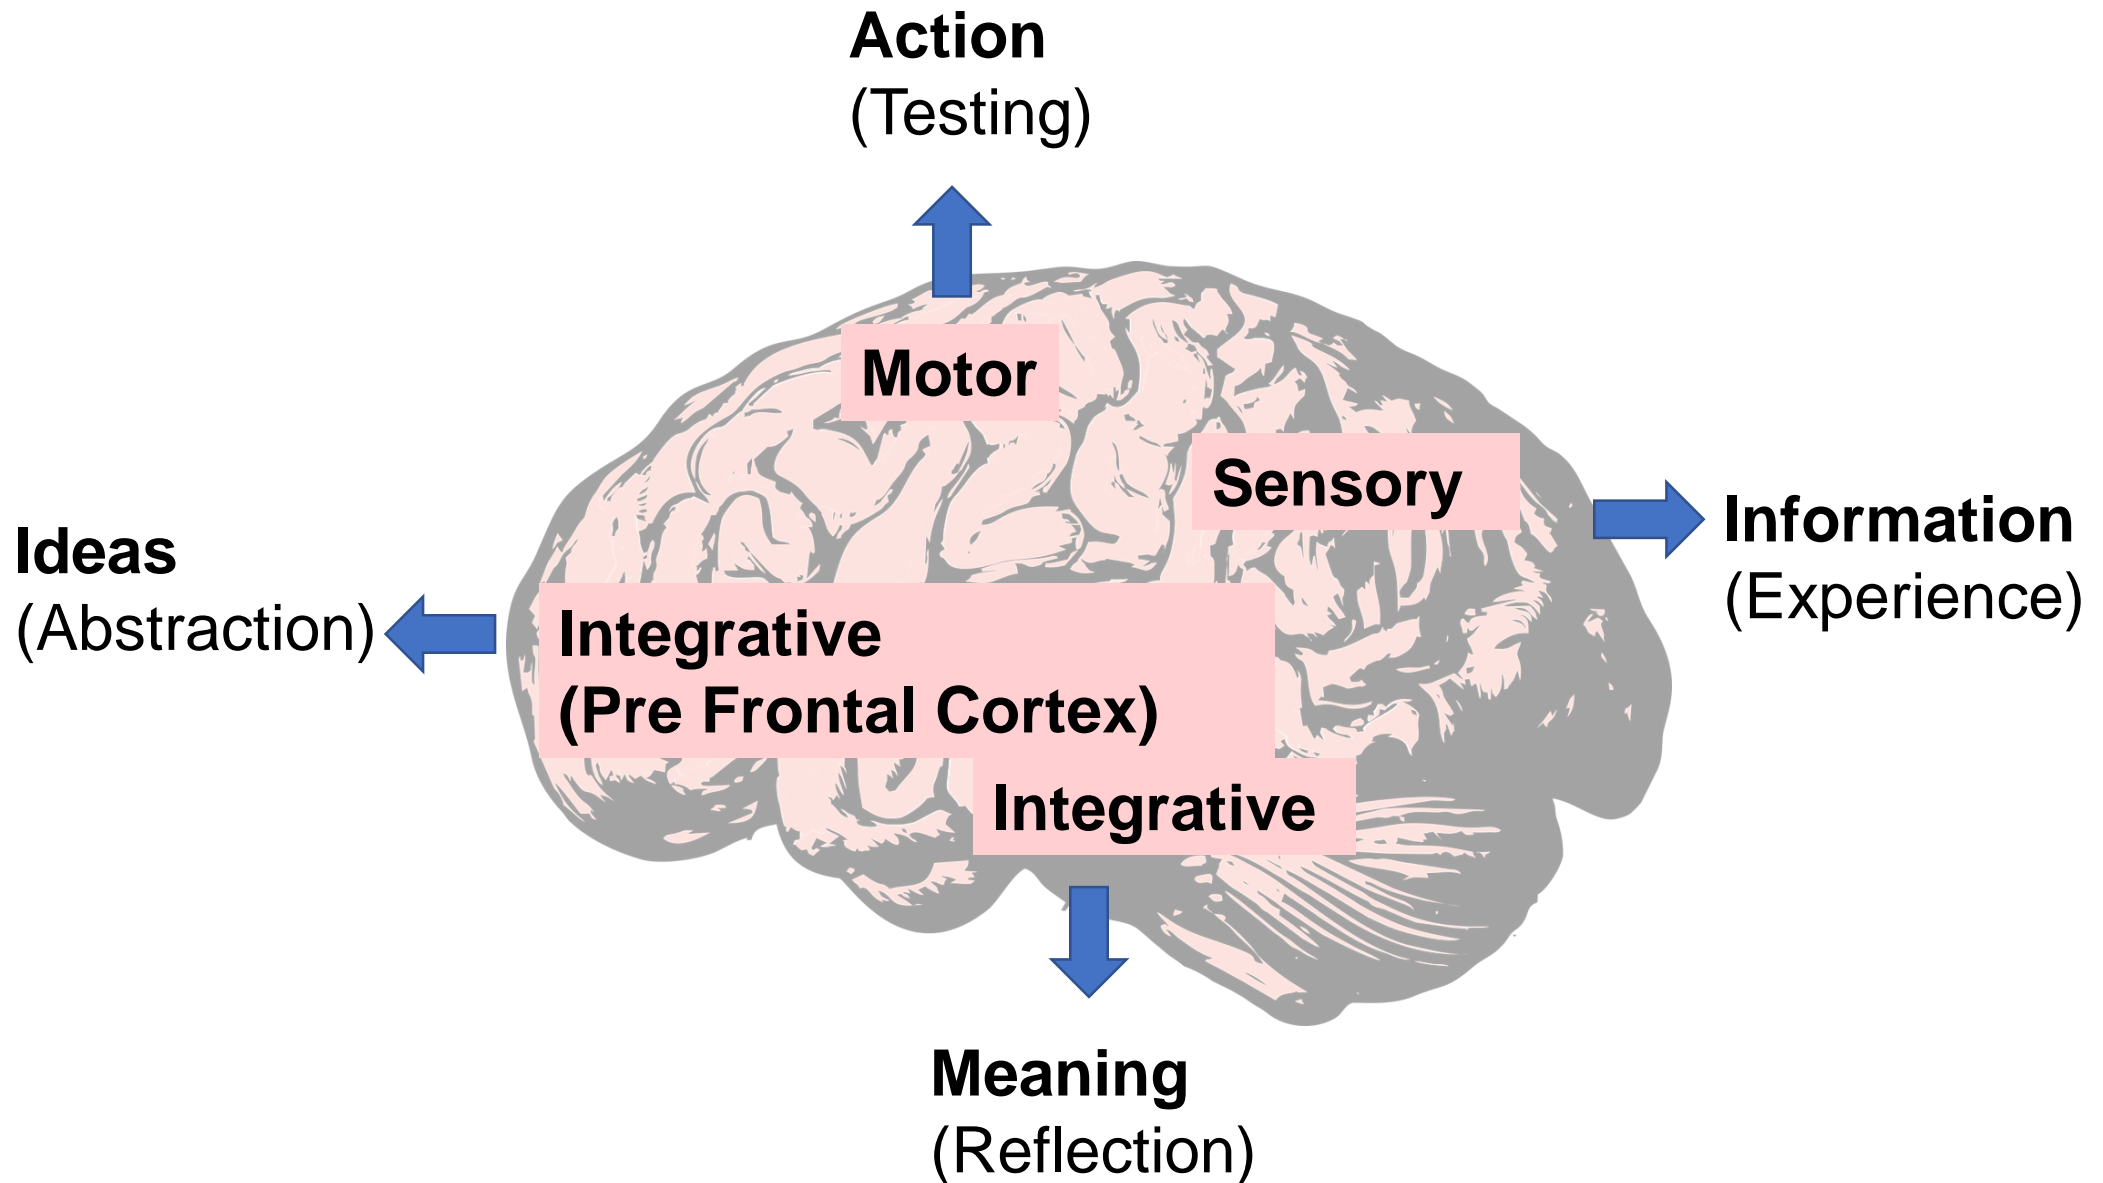 Action
(Testing)
Motor
Sensory
Information
(Experience)
Ideas
(Abstraction)
Integrative
(Pre Frontal Cortex)
Integrative
Meaning
(Reflection)